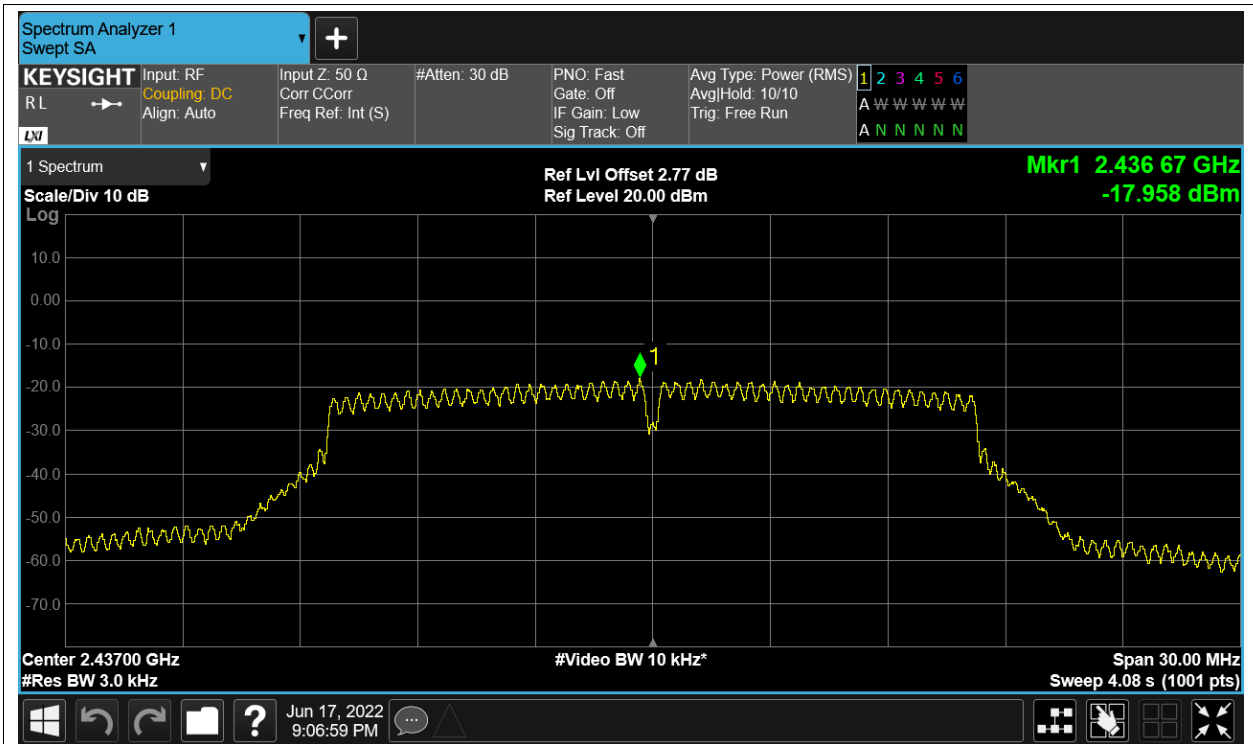 Spectrum Analyzer 1
Swept SA
KEYSIGHT
R L
LXI
Input: RF
Coupling: DC
Align: Auto
Input Z: 50 Ω
Corr CCorr
Freq Ref: Int (S)
#Atten: 30 dB
PNO: Fast
Gate: Off
IF Gain: Low
Sig Track: Off
Avg Type: Power (RMS)
Avg|Hold: 10/10
Trig: Free Run
1 2 3 4 5 6
A W W W W W
A N N N N N
1 Spectrum
Scale/Div 10 dB
Log
Ref Lvl Offset 2.77 dB
Ref Level 20.00 dBm
Mkr1 2.436 67 GHz
-17.958 dBm
10.0
0.00
-10.0
-20.0
-30.0
-40.0
-50.0
-60.0
-70.0
1
Center 2.43700 GHz
#Res BW 3.0 kHz
#Video BW 10 kHz*
Span 30.00 MHz
Sweep 4.08 s (1001 pts)
?
Jun 17, 2022
9:06:59 PM